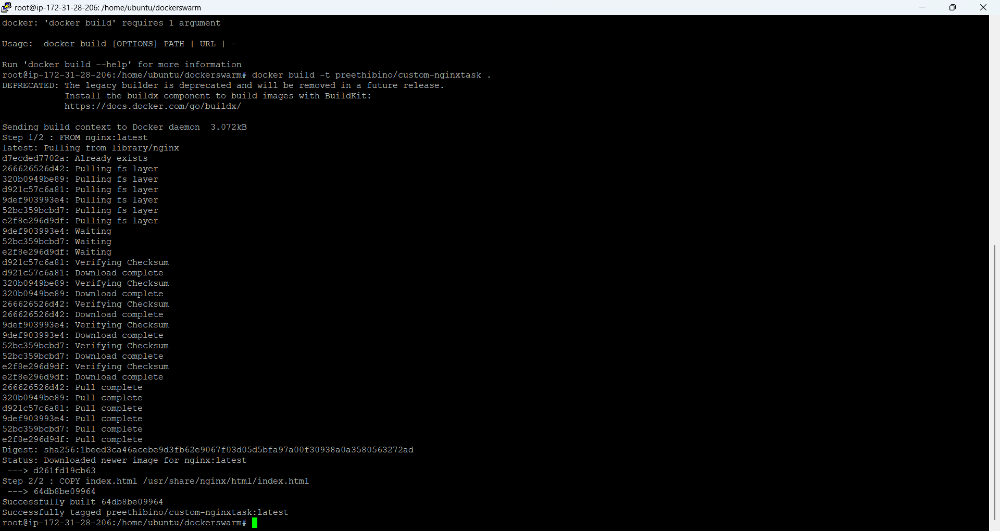 root@ip-172-31-28-206: /home/ubuntu/dockerswarm
docker: 'docker build' requires 1 argument
Usage:  docker build [OPTIONS] PATH | URL | -
Run 'docker build --help' for more information
root@ip-172-31-28-206:/home/ubuntu/dockerswarm# docker build -t preethibino/custom-nginxtask .
DEPRECATED: The legacy builder is deprecated and will be removed in a future release.
            Install the buildx component to build images with BuildKit:
            https://docs.docker.com/go/buildx/
Sending build context to Docker daemon  3.072kB
Step 1/2 : FROM nginx:latest
latest: Pulling from library/nginx
d7ecded7702a: Already exists
266626526d42: Pulling fs layer
320b0949be89: Pulling fs layer
d921c57c6a81: Pulling fs layer
9def903993e4: Pulling fs layer
52bc359bcbd7: Pulling fs layer
e2f8e296d9df: Pulling fs layer
9def903993e4: Waiting
52bc359bcbd7: Waiting
e2f8e296d9df: Waiting
d921c57c6a81: Verifying Checksum
d921c57c6a81: Download complete
320b0949be89: Verifying Checksum
320b0949be89: Download complete
266626526d42: Verifying Checksum
266626526d42: Download complete
9def903993e4: Verifying Checksum
9def903993e4: Download complete
52bc359bcbd7: Verifying Checksum
52bc359bcbd7: Download complete
e2f8e296d9df: Verifying Checksum
e2f8e296d9df: Download complete
266626526d42: Pull complete
320b0949be89: Pull complete
d921c57c6a81: Pull complete
9def903993e4: Pull complete
52bc359bcbd7: Pull complete
e2f8e296d9df: Pull complete
Digest: sha256:1beed3ca46acebe9d3fb62e9067f03d05d5bfa97a00f30938a0a3580563272ad
Status: Downloaded newer image for nginx:latest
 ---> d261fd19cb63
Step 2/2 : COPY index.html /usr/share/nginx/html/index.html
 ---> 64db8be09964
Successfully built 64db8be09964
Successfully tagged preethibino/custom-nginxtask:latest
root@ip-172-31-28-206:/home/ubuntu/dockerswarm#